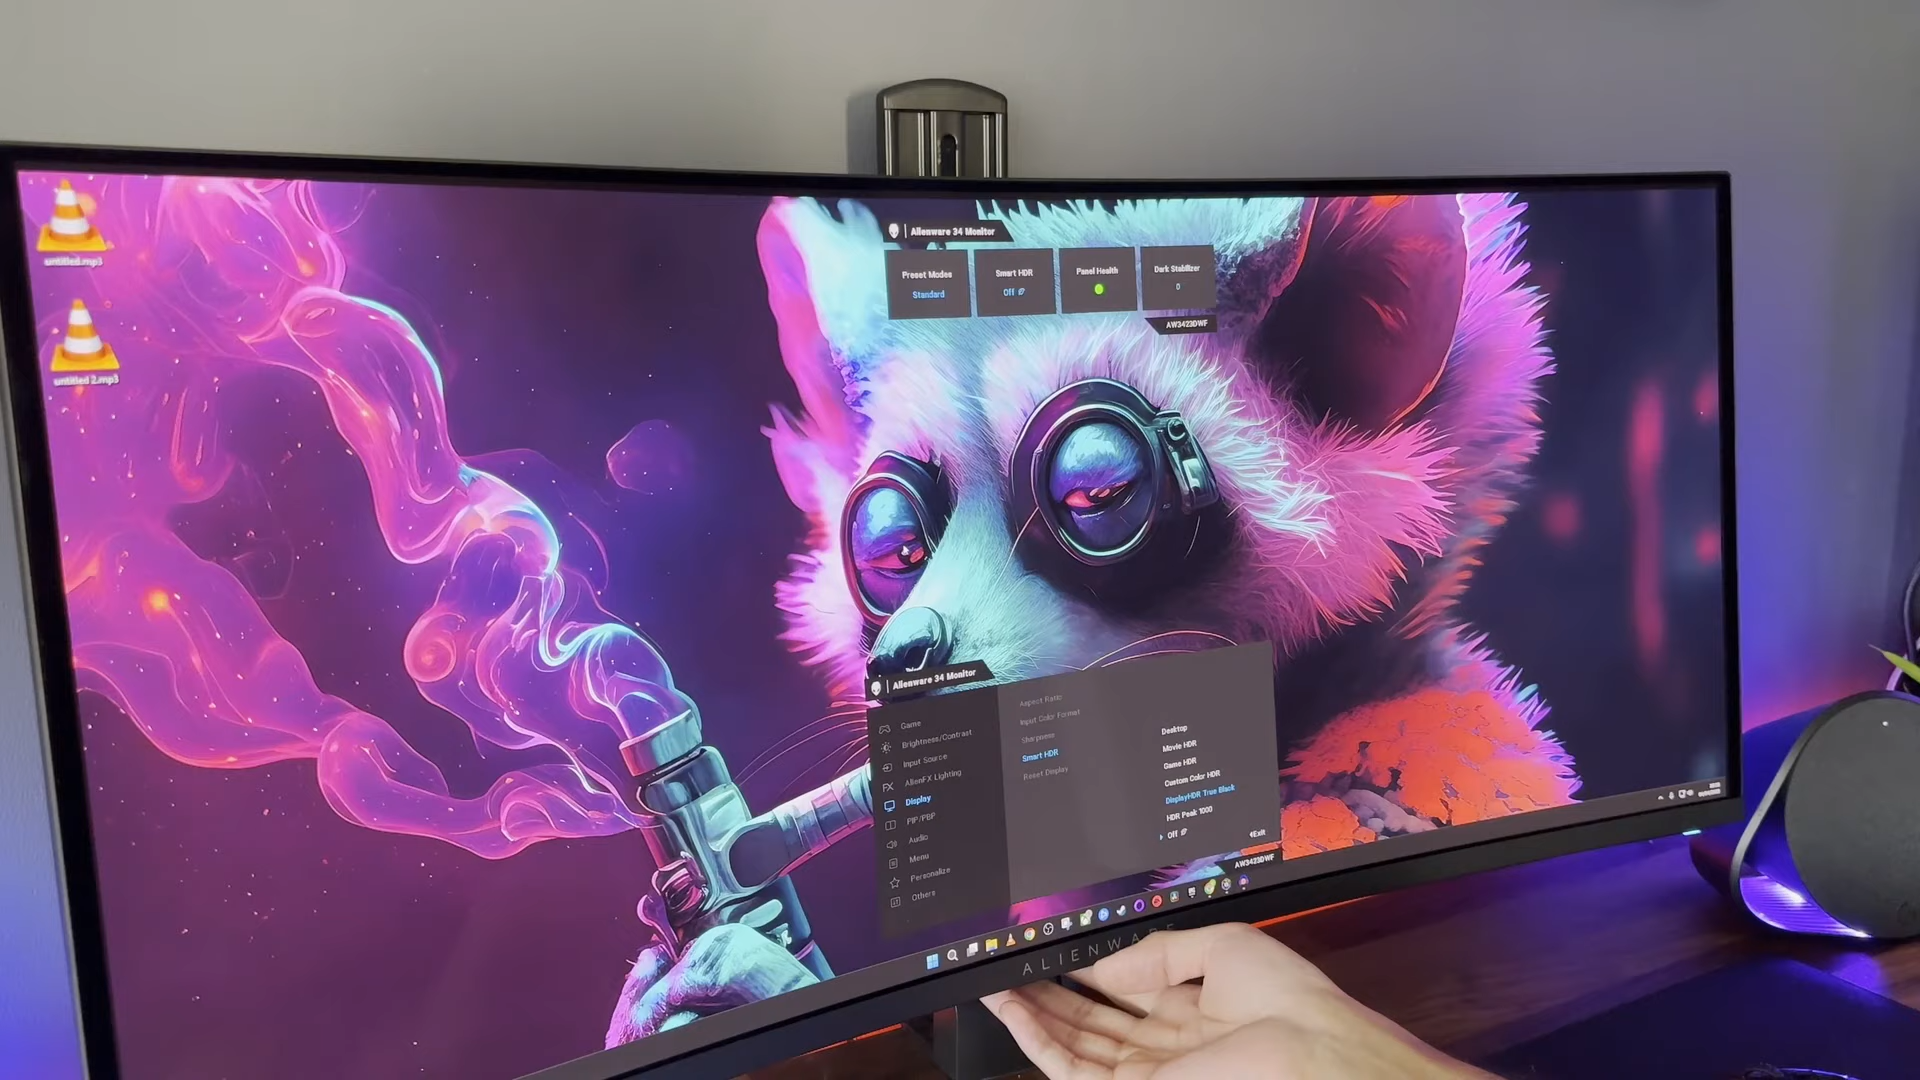 untitled.mp3
untitled 2.mp3
Alienware 34 Monitor
Preset Modes
Standard
Smart HDR
Off
Panel Health
Dark Stabilizer
0
AW3423DWF
Alienware 34 Monitor
Game
Brightness/Contrast
Input Source
FX AlienFX Lighting
Display
PIP/PBP
Audio
Menu
Personalize
Others
Aspect Ratio
Input Color Format
Sharpness
Smart HDR
Reset Display
Desktop
Movie HDR
Game HDR
Custom Color HDR
DisplayHDR True Black
HDR Peak 1000
Off
Exit
AW3423DWF
ALIENWARE